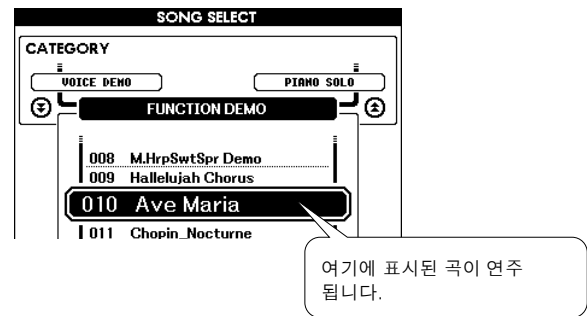 SONG SELECT
CATEGORY
VOICE DEMO
PIANO SOLO
FUNCTION DEMO
008 M.HrpSwtSpr Demo
009 Hallelujah Chorus
010 Ave Maria
011 Chopin_Nocturne
여기에 표시된 곡이 연주
됩니다.